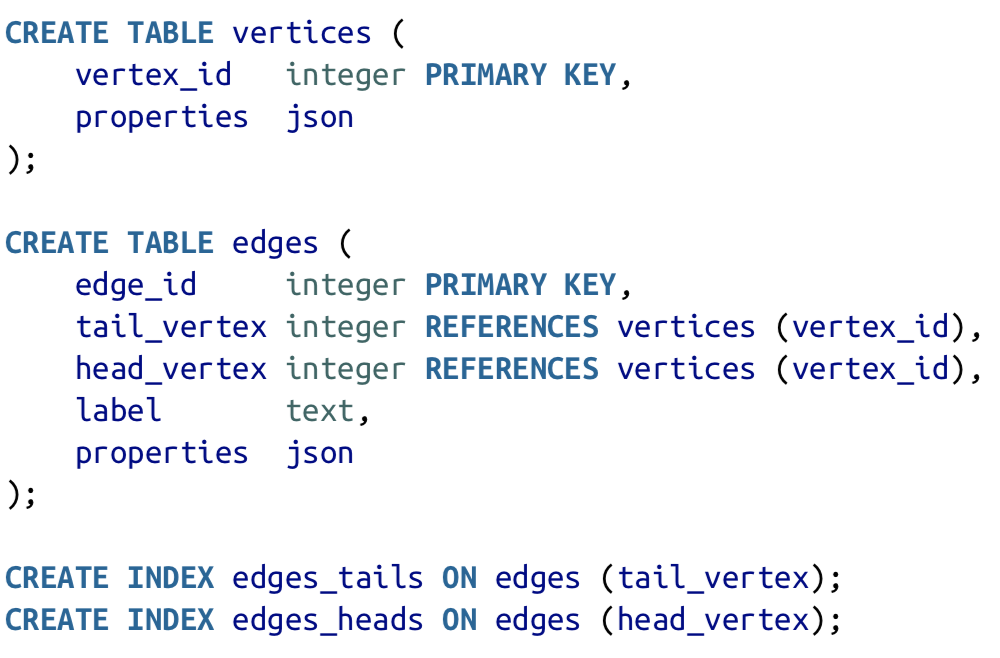 CREATE TABLE vertices (
    vertex_id   integer PRIMARY KEY,
    properties  json
);

CREATE TABLE edges (
    edge_id     integer PRIMARY KEY,
    tail_vertex integer REFERENCES vertices (vertex_id),
    head_vertex integer REFERENCES vertices (vertex_id),
    label       text,
    properties  json
);

CREATE INDEX edges_tails ON edges (tail_vertex);
CREATE INDEX edges_heads ON edges (head_vertex);